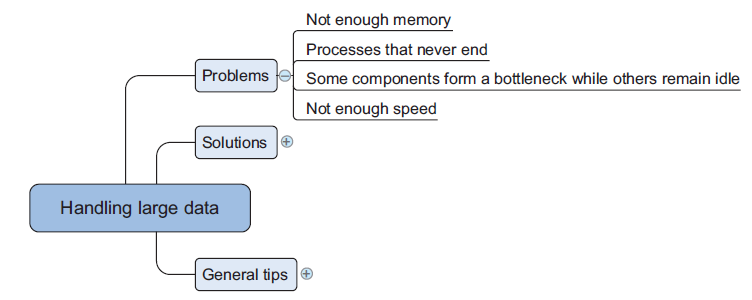 Not enough memory
Processes that never end
Problems
Some components form a bottleneck while others remain idle
Not enough speed
Solutions
Handling large data
General tips